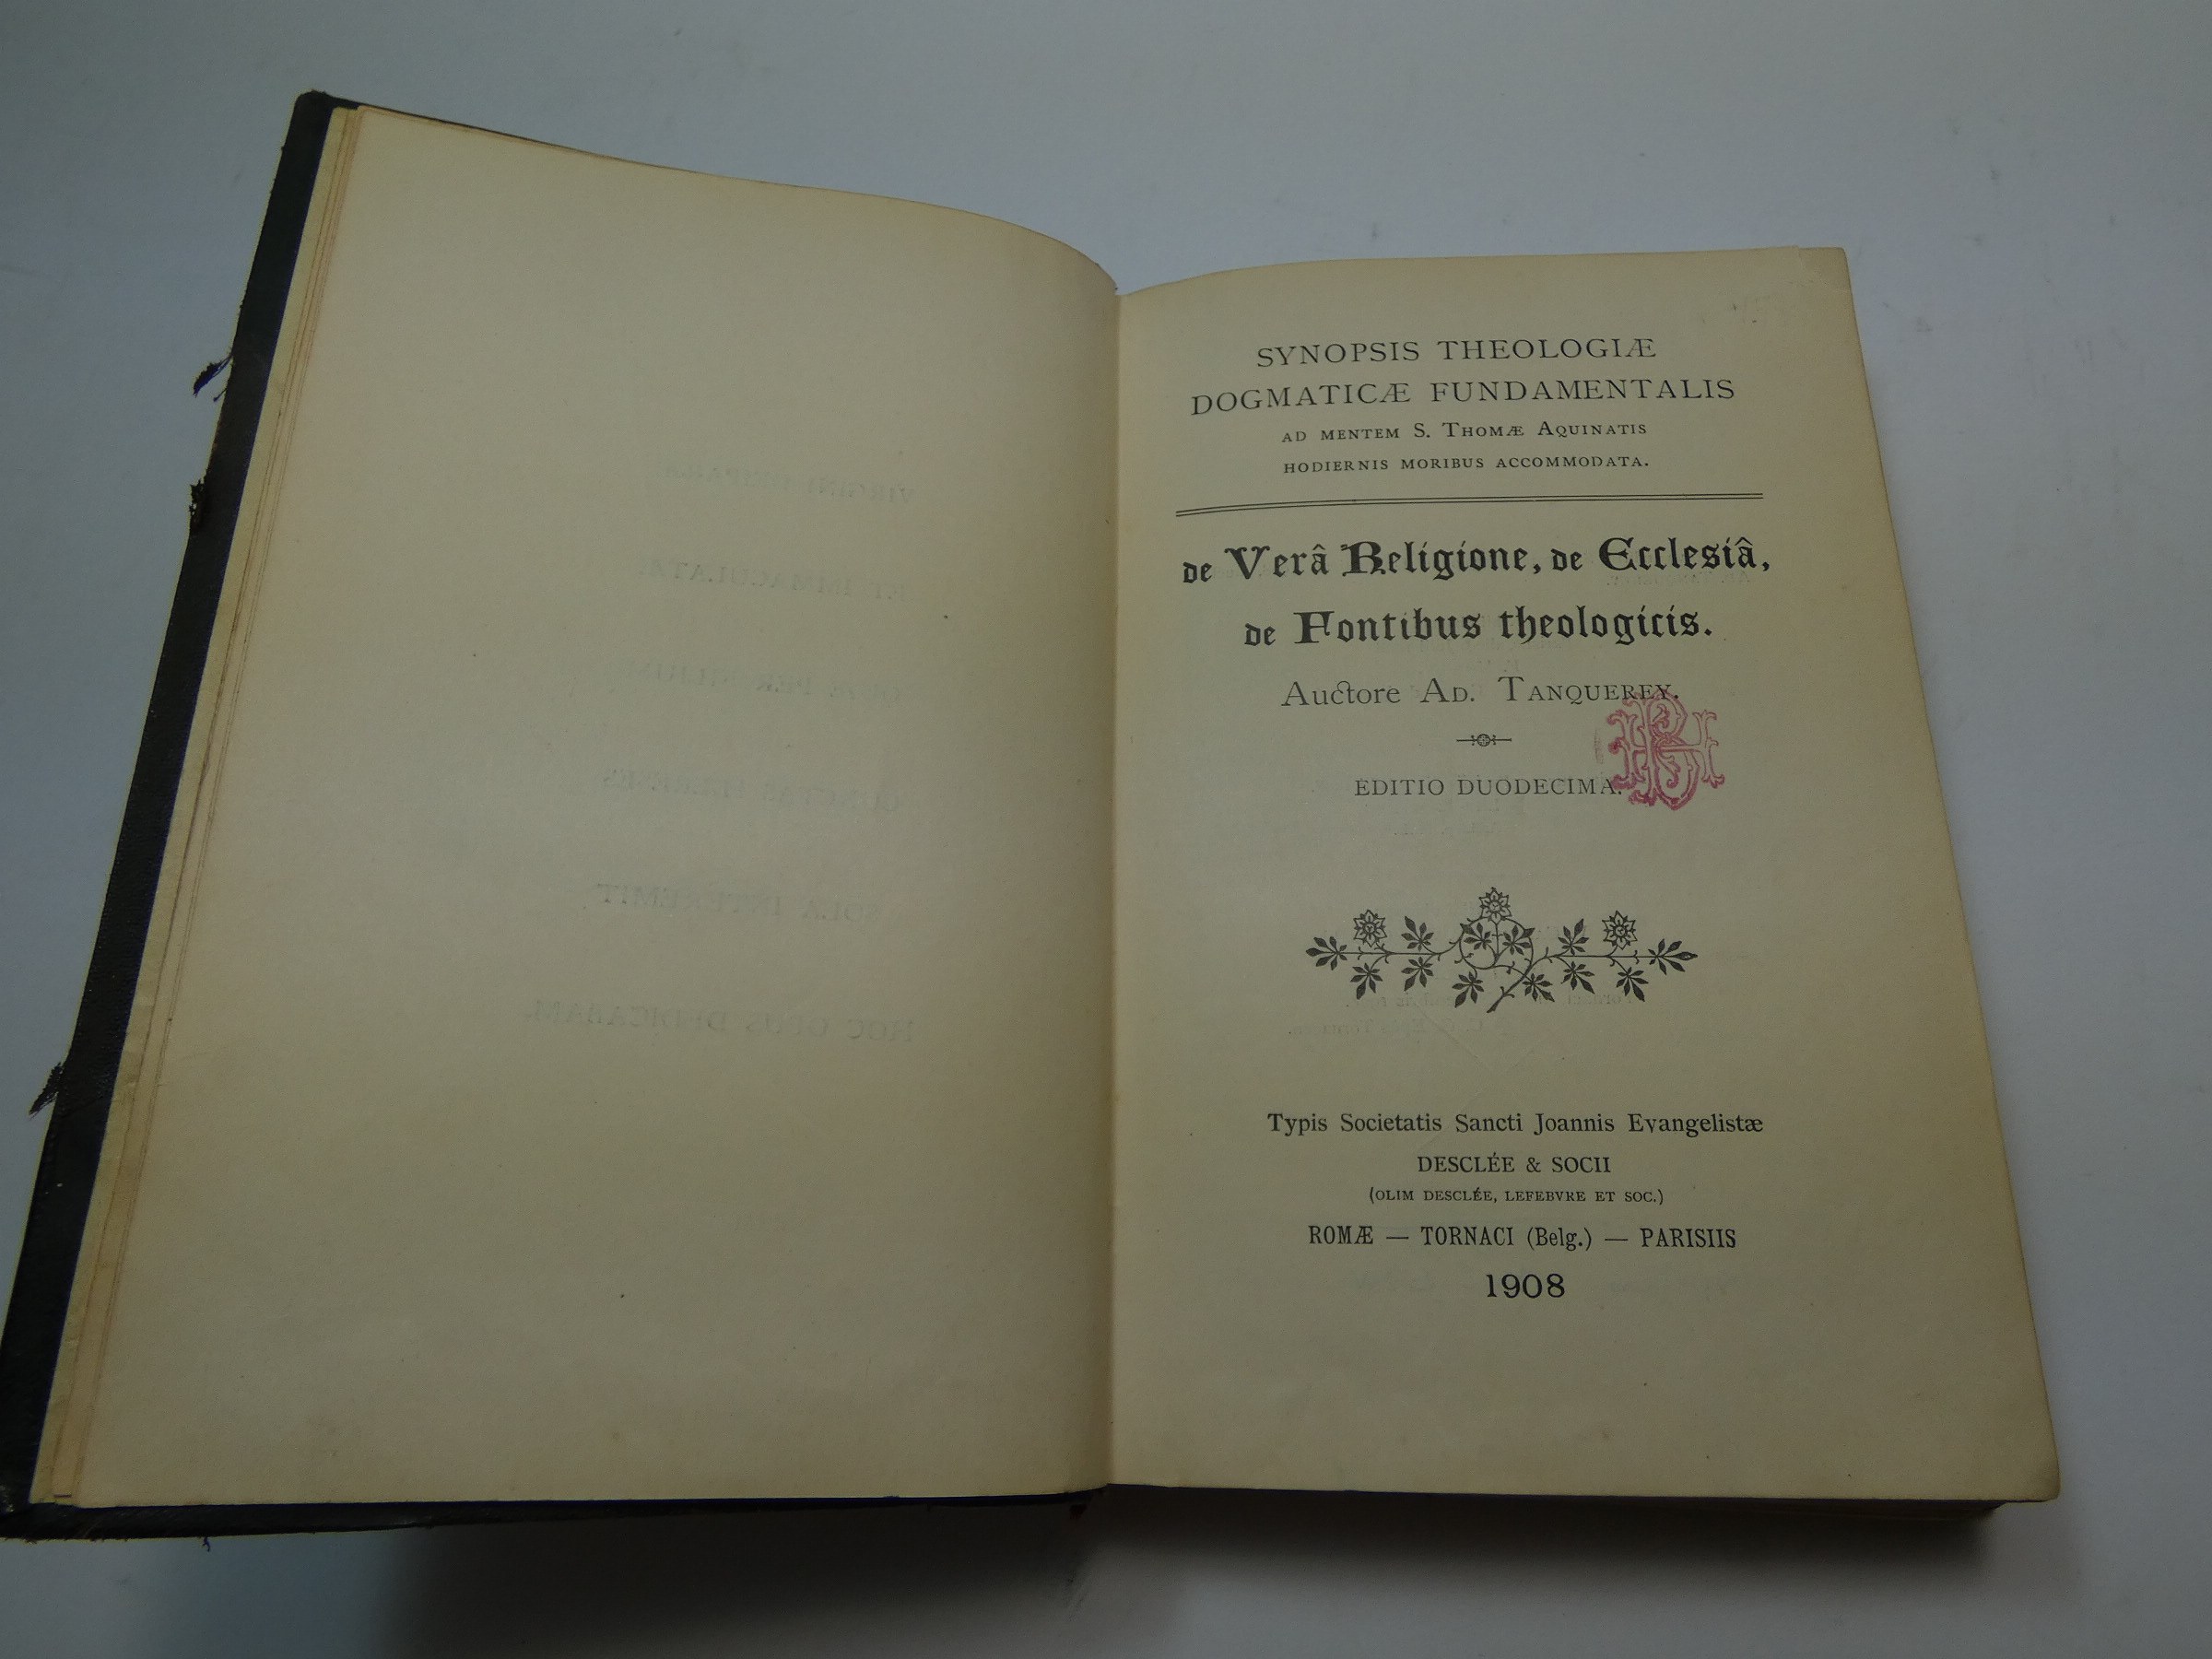 SYNOPSIS THEOLOGIÆ
DOGMATICÆ FUNDAMENTALIS
AD MENTEM S. THOMÆ AQUINATIS
HODIERNIS MORIBUS ACCOMMODATA.
de Verâ Religione, de Ecclesiâ,
de Fontibus theologicis.
Auctore AD. TANQUEREY.
EDITIO DUODECIMA.
Typis Societatis Sancti Joannis Evangelistæ
DESCLÉE & SOCII
(OLIM DESCLÉE, LEFEBVRE ET SOC.)
ROMÆ — TORNACI (Belg.) — PARISIIS
1908